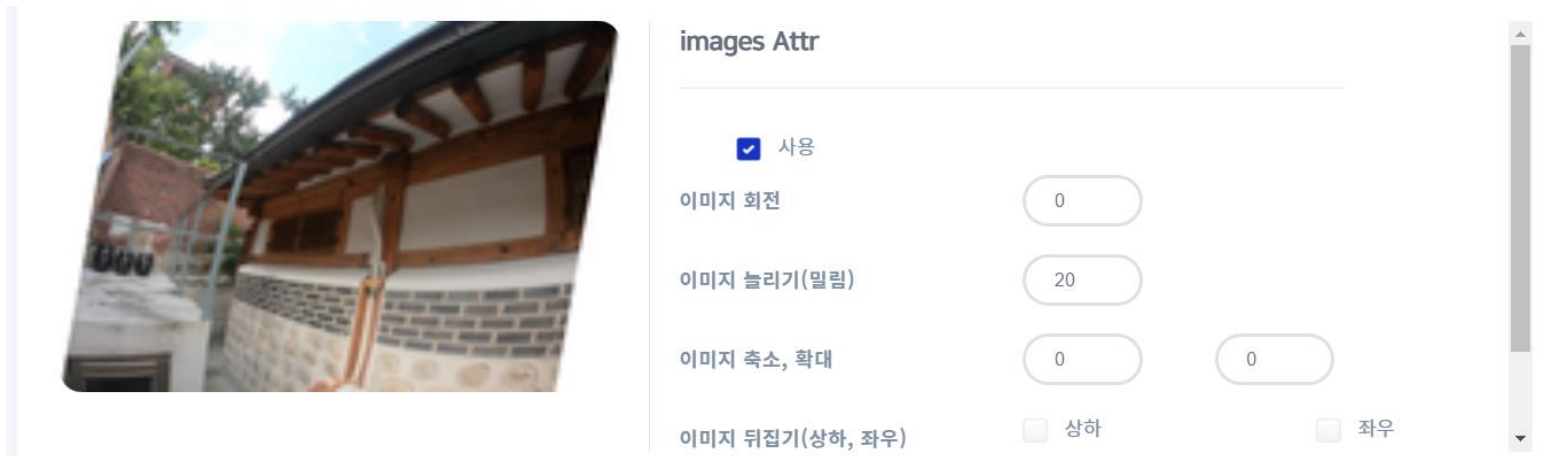 images Attr
사용
이미지 회전 0
이미지 늘리기(밀림) 20
이미지 축소, 확대 0 0
이미지 뒤집기(상하, 좌우) 상하 좌우